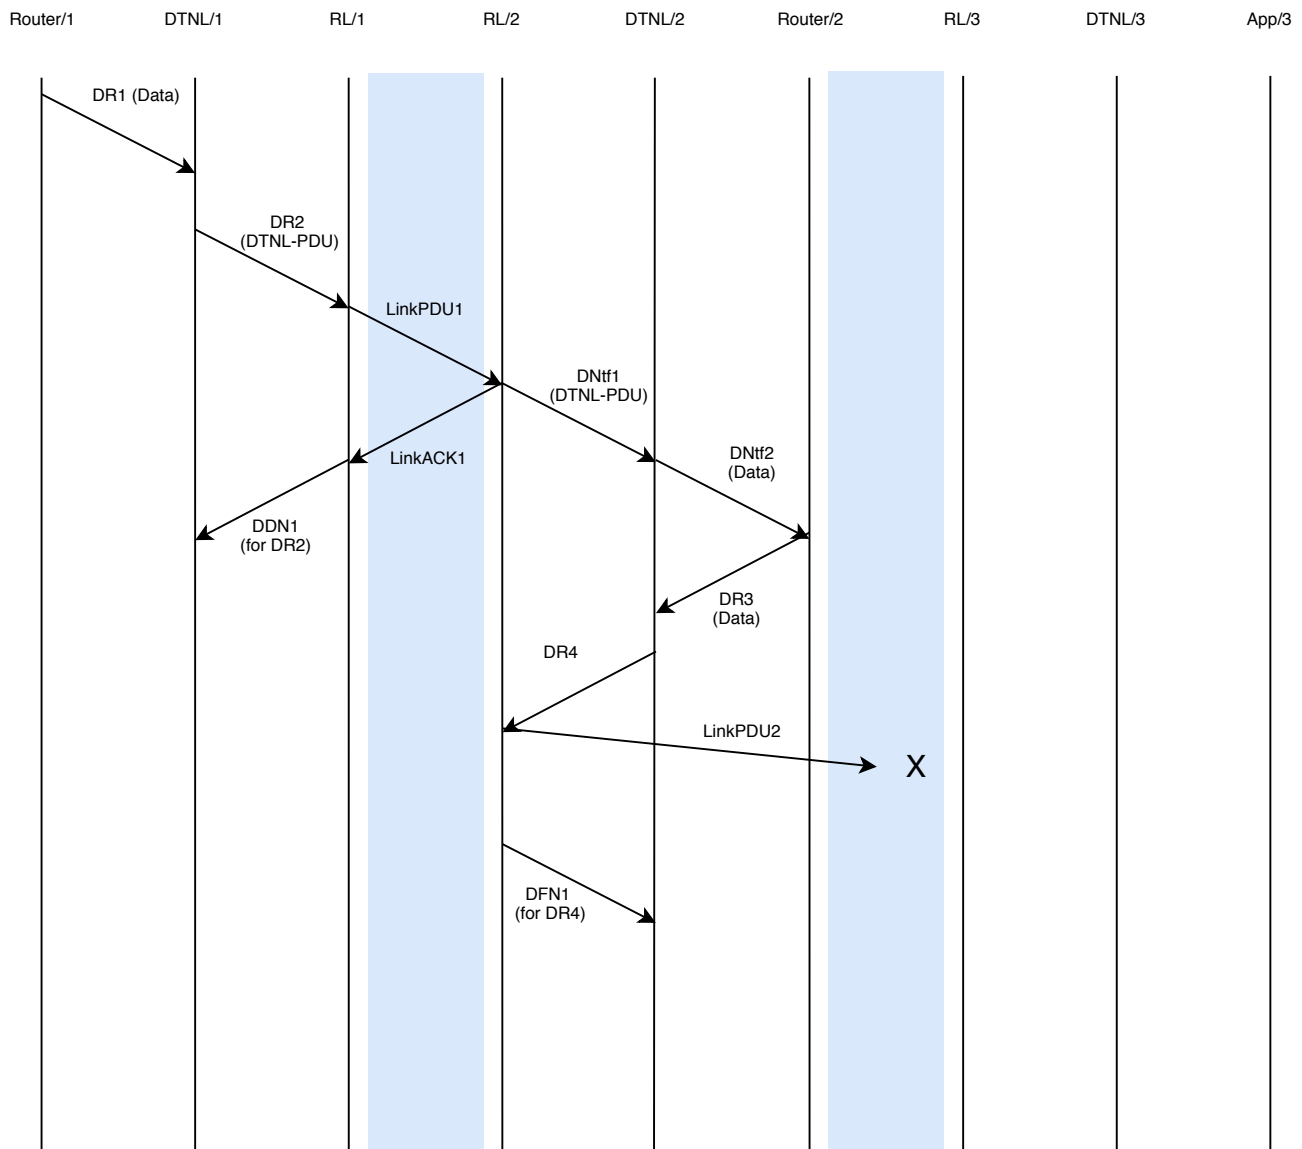 Router/1
DTNL/1
RL/1
RL/2
DTNL/2
Router/2
RL/3
DTNL/3
App/3
DR1 (Data)
DR2
(DTNL-PDU)
LinkPDU1
DNtf1
(DTNL-PDU)
LinkACK1
DNtf2
(Data)
DDN1
(for DR2)
DR3
(Data)
DR4
LinkPDU2
X
DFN1
(for DR4)